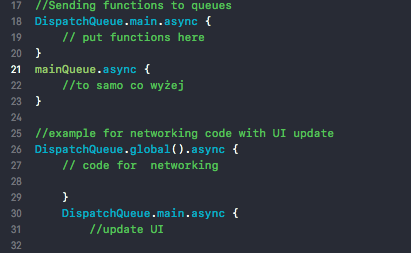 17 //Sending functions to queues
18 DispatchQueue.main.async {
19 // put functions here
20 }
21 mainQueue.async {
22 //to samo co wyżej
23 }
24
25 //example for networking code with UI update
26 DispatchQueue.global().async {
27 // code for  networking
28
29 }
30 DispatchQueue.main.async {
31 //update UI
32